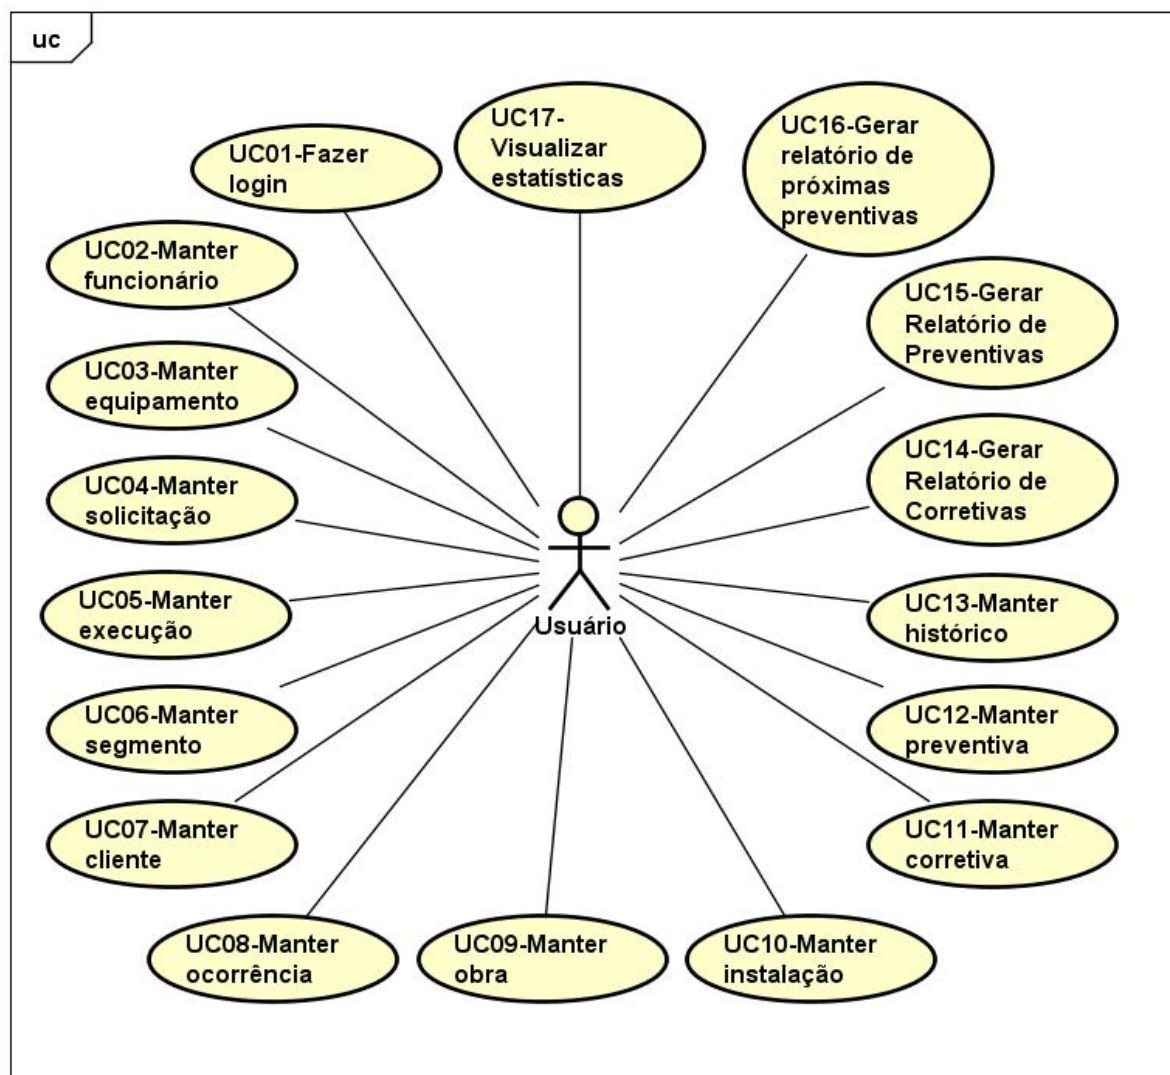 uc
UC17-
Visualizar
estatísticas
UC16-Gerar
relatório de
próximas
preventivas
UC01-Fazer
login
UC02-Manter
funcionário
UC15-Gerar
Relatório de
Preventivas
UC03-Manter
equipamento
UC14-Gerar
Relatório de
Corretivas
UC04-Manter
solicitação
UC05-Manter
execução
Usuário
UC13-Manter
histórico
UC06-Manter
segmento
UC12-Manter
preventiva
UC07-Manter
cliente
UC11-Manter
corretiva
UC08-Manter
ocorrência
UC09-Manter
obra
UC10-Manter
instalação